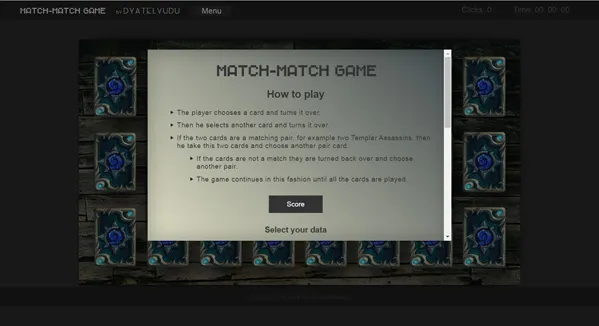 MATCH-MATCH GAME BY DYATELVUDU Menu Clicks: 0 Time: 00:00:00
MATCH-MATCH GAME
How to play
The player chooses a card and turns it over.
Then he selects another card and turns it over.
If the two cards are a matching pair, for example two Templar Assassins, then
he take this two cards and choose another pair card.
If the cards are not a match they are turned back over and choose
another pair.
The game continues in this fashion until all the cards are played.
Score
Select your data